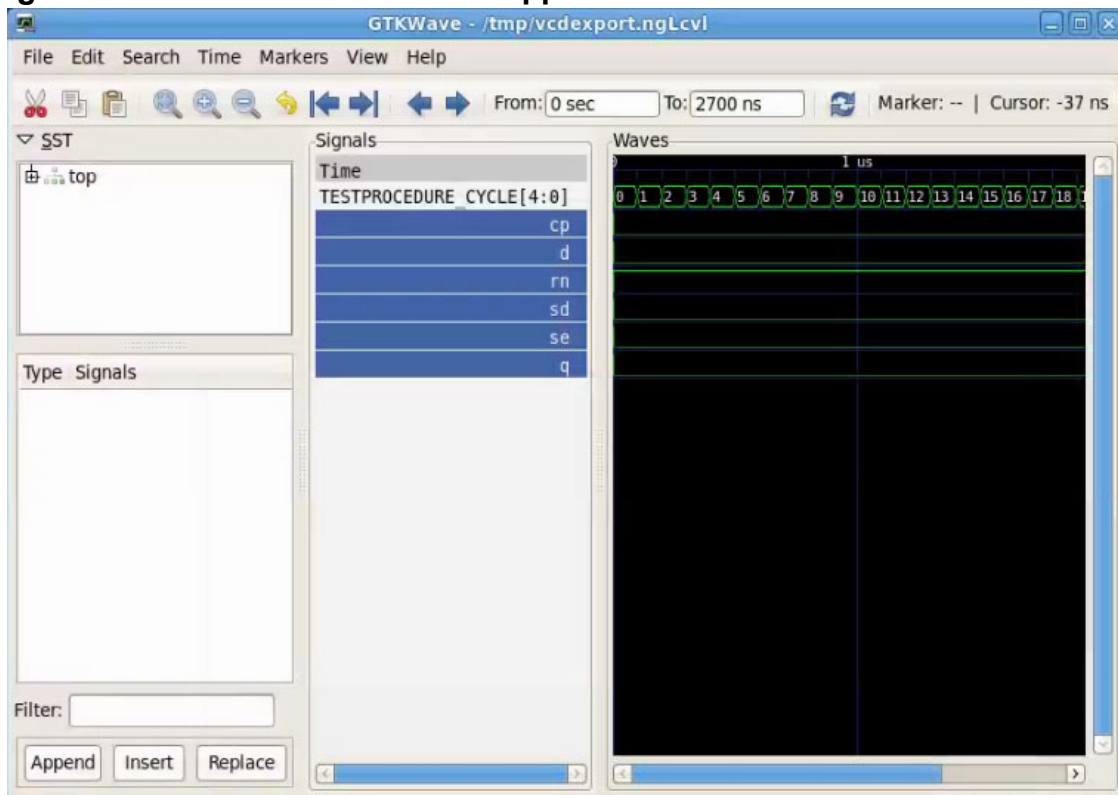 GTKWave - /tmp/vcdexport.ngLcvl
File Edit Search Time Markers View Help
From: 0 sec To: 2700 ns Marker: -- | Cursor: -37 ns
SST
top
Type Signals
Filter:
Append Insert Replace
Signals
Time
TESTPROCEDURE_CYCLE[4:0]
cp
d
rn
sd
se
q
Waves
1 us
0 1 2 3 4 5 6 7 8 9 10 11 12 13 14 15 16 17 18